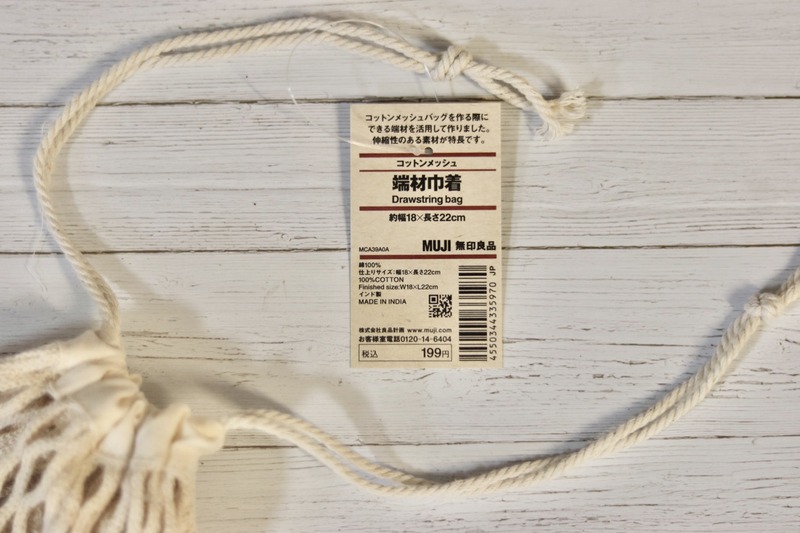 コットンメッシュバッグを作る際に
できる端材を活用して作りました。
伸縮性のある素材が特長です。
コットンメッシュ
端材巾着
Drawstring bag
約幅18×長さ22cm
MCA39A0A
MUJI 無印良品
綿100%
仕上りサイズ:幅18×長さ22cm
100%COTTON
Finished size:W18×L22cm
インド製
MADE IN INDIA
株式会社良品計画 www.muji.com
お客様室電話0120-14-6404
税込 199円
4550344335970 JP